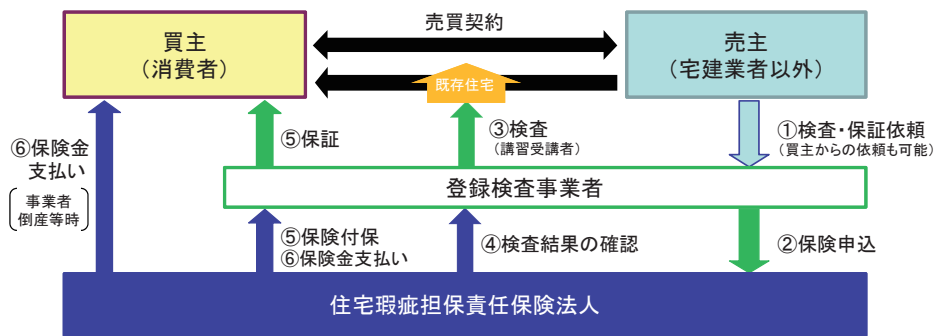 買主
（消費者）
売買契約
売主
（宅建業者以外）
既存住宅
⑥保険金
支払い
事業者
倒産等時
⑤保証
③検査
（講習受講者）
①検査・保証依頼
（買主からの依頼も可能）
登録検査事業者
⑤保険付保
⑥保険金支払い
④検査結果の確認
②保険申込
住宅瑕疵担保責任保険法人